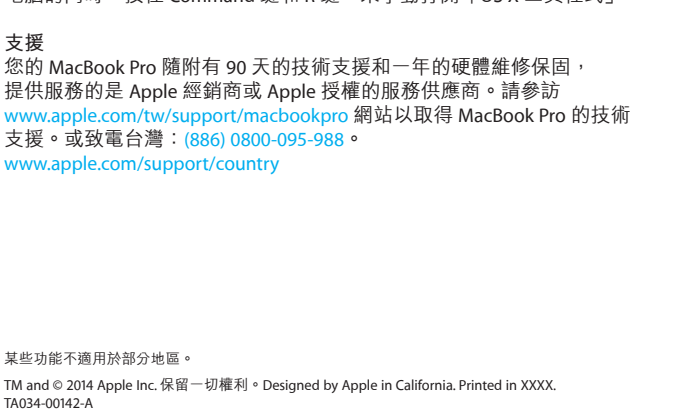 支援
您的 MacBook Pro 隨附有 90 天的技術支援和一年的硬體維修保固，
提供服務的是 Apple 經銷商或 Apple 授權的服務供應商。請參訪
www.apple.com/tw/support/macbookpro 網站以取得 MacBook Pro 的技術
支援。或致電台灣：(886) 0800-095-988。
www.apple.com/support/country
某些功能不適用於部分地區。
TM and © 2014 Apple Inc. 保留一切權利。Designed by Apple in California. Printed in XXXX.
TA034-00142-A